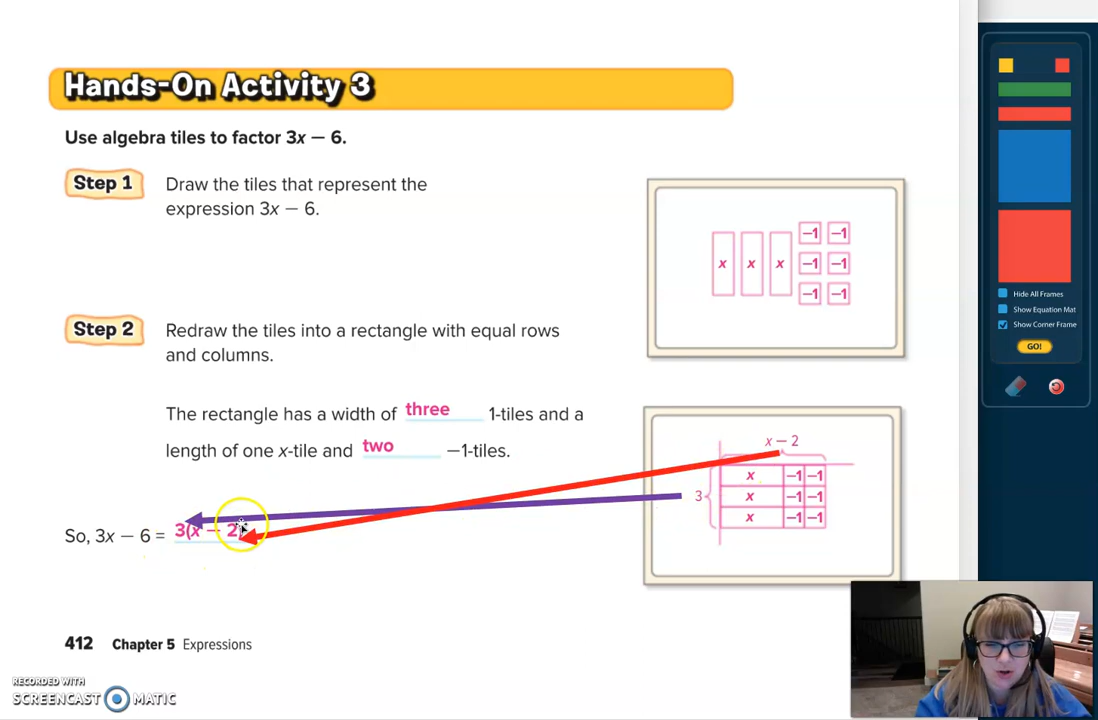 Hands-On Activity 3
Use algebra tiles to factor 3x – 6.
Step 1 Draw the tiles that represent the
expression 3x – 6.
–1 –1
x x x –1 –1
–1 –1
Step 2 Redraw the tiles into a rectangle with equal rows
and columns.
The rectangle has a width of three 1-tiles and a
length of one x-tile and two –1-tiles.
x – 2
x –1 –1
3 x –1 –1
x –1 –1
So, 3x – 6 = 3(x – 2)
412 Chapter 5 Expressions
RECORDED WITH
SCREENCAST MATIC
Hide All Frames
Show Equation Mat
Show Corner Frame
GO!